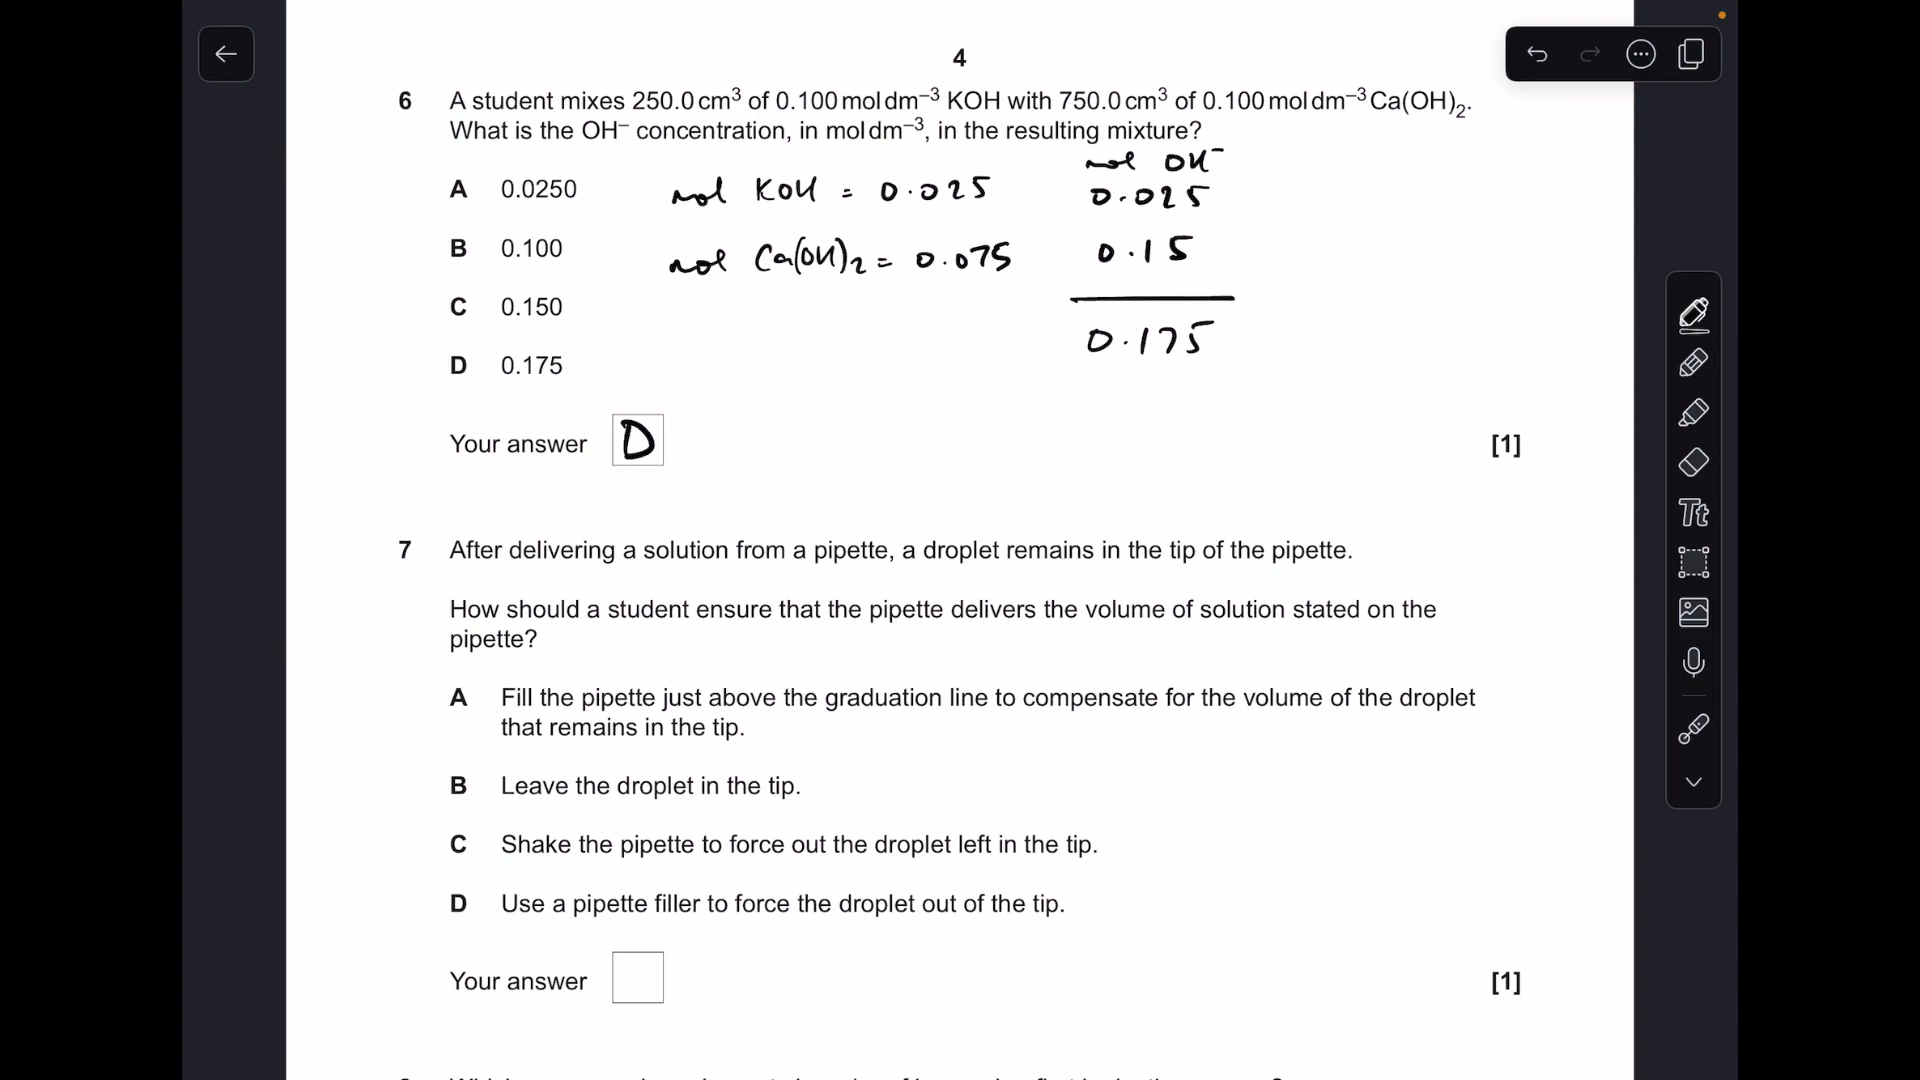 4
6 A student mixes 250.0 cm³ of 0.100 mol dm⁻³ KOH with 750.0 cm³ of 0.100 mol dm⁻³ Ca(OH)₂.
What is the OH⁻ concentration, in mol dm⁻³, in the resulting mixture?
mol OH⁻
A 0.0250
mol KOH = 0.025
0.025
B 0.100
mol Ca(OH)₂ = 0.075
0.15
C 0.150
0.175
D 0.175
Your answer D [1]
7 After delivering a solution from a pipette, a droplet remains in the tip of the pipette.
How should a student ensure that the pipette delivers the volume of solution stated on the
pipette?
A Fill the pipette just above the graduation line to compensate for the volume of the droplet
that remains in the tip.
B Leave the droplet in the tip.
C Shake the pipette to force out the droplet left in the tip.
D Use a pipette filler to force the droplet out of the tip.
Your answer [1]
Tt